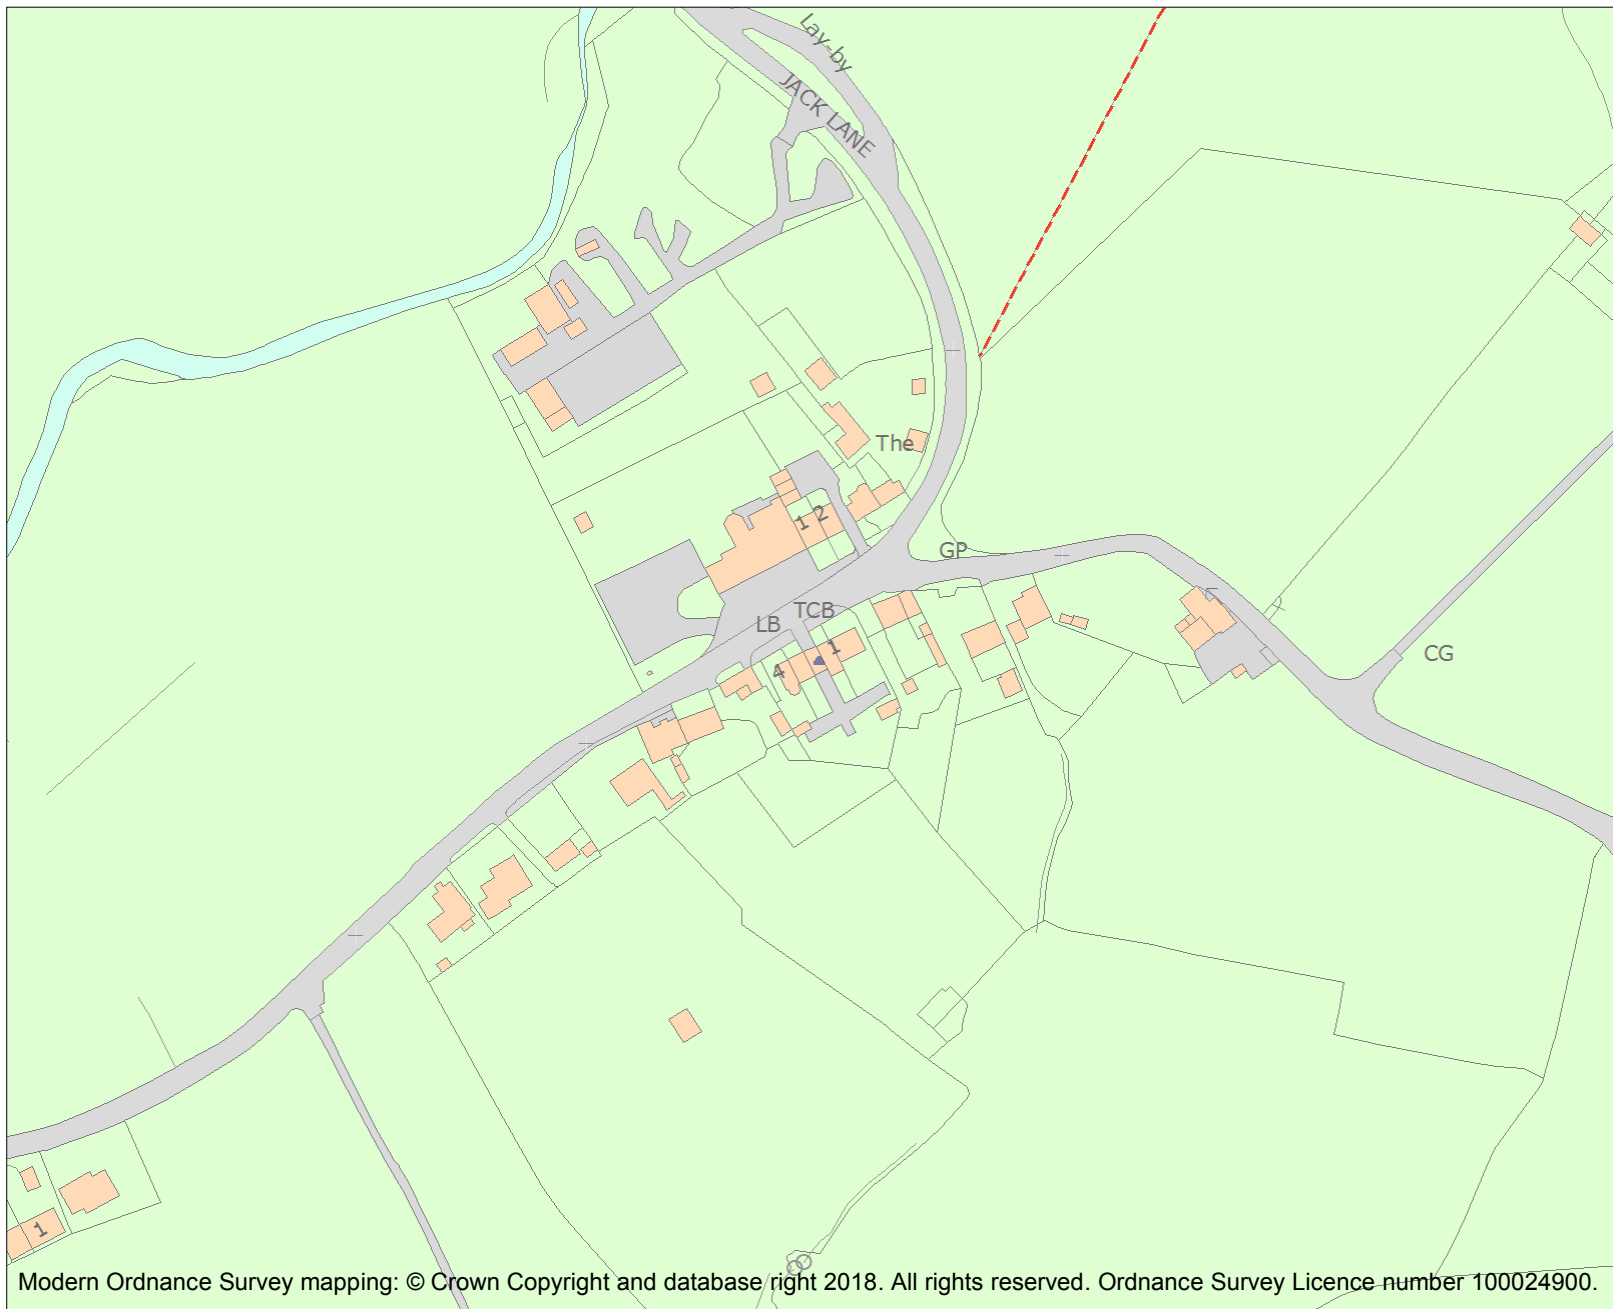 Lay-by
JACK LANE
The
1 2
GP
TCB
LB
1
4
CG
1
Modern Ordnance Survey mapping: © Crown Copyright and database right 2018. All rights reserved. Ordnance Survey Licence number 100024900.